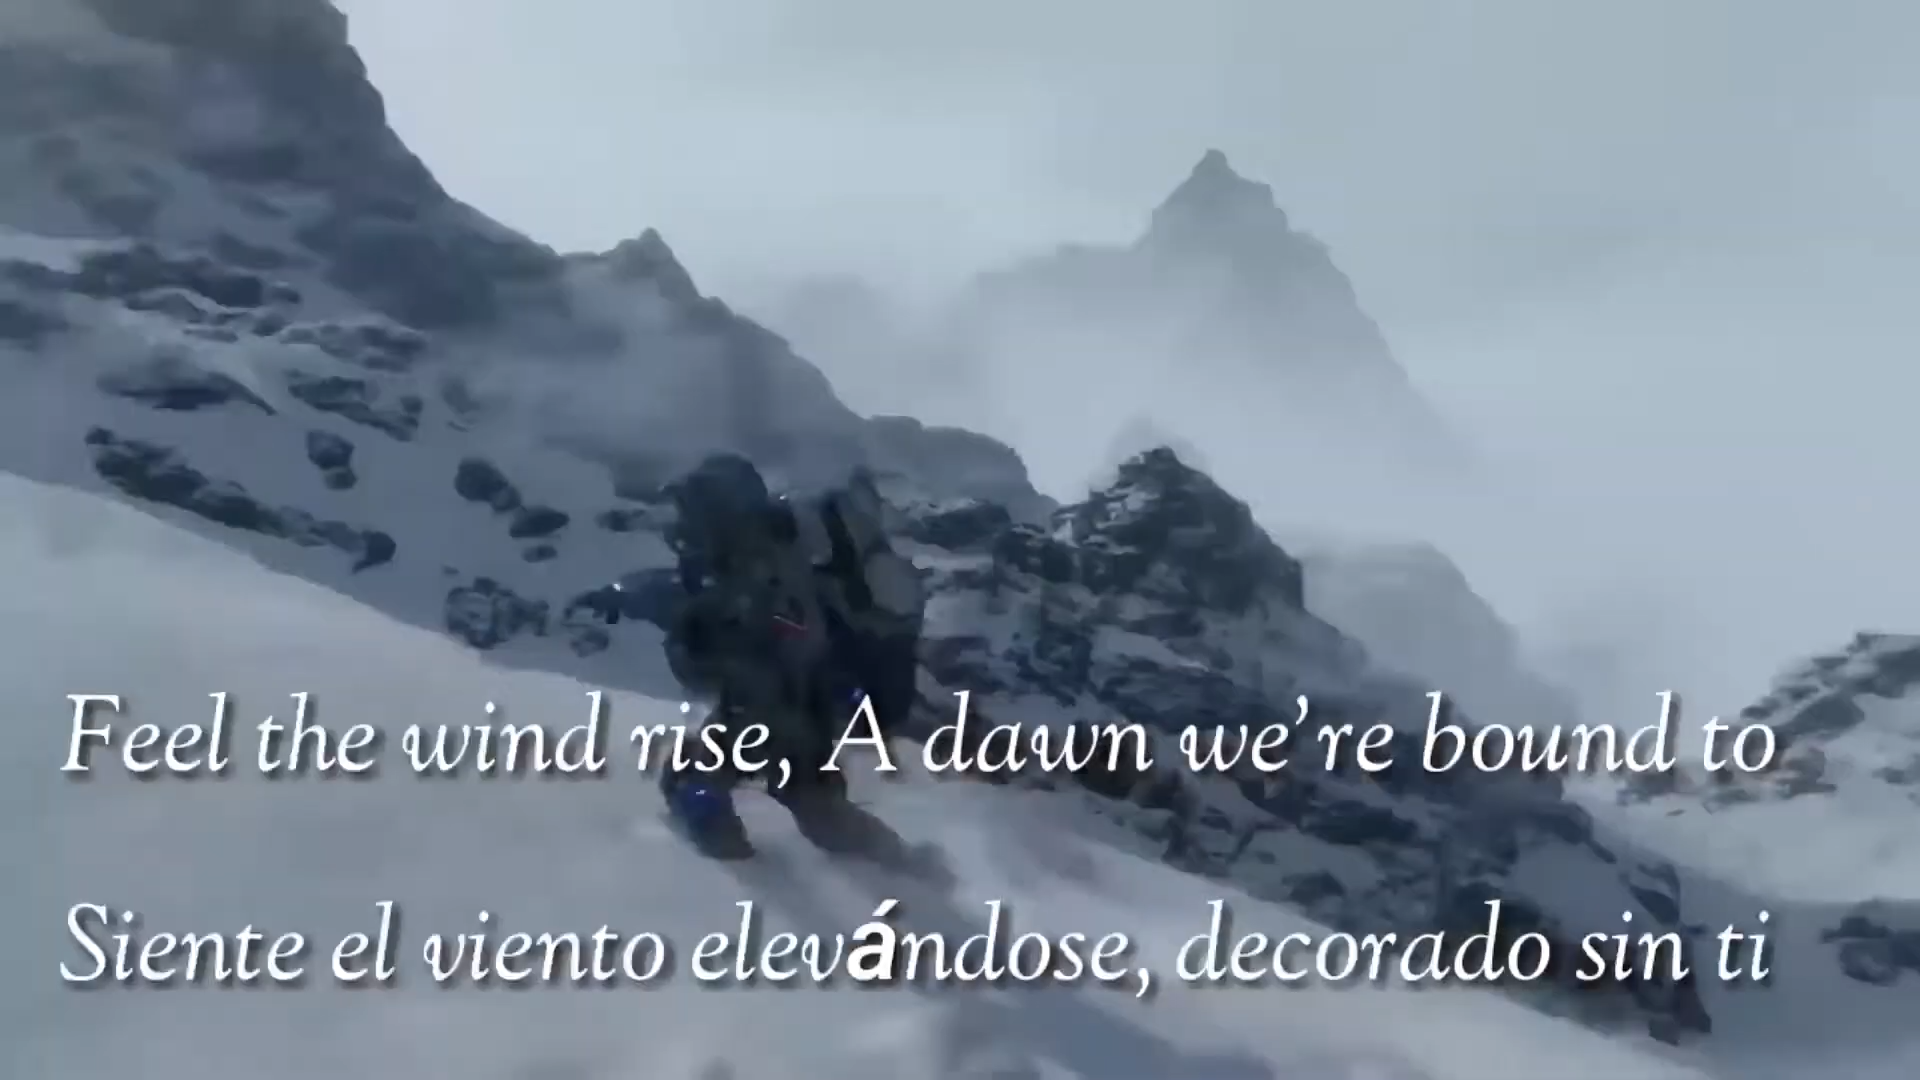 Feel the wind rise, A dawn we’re bound to
Siente el viento elevándose, decorado sin ti